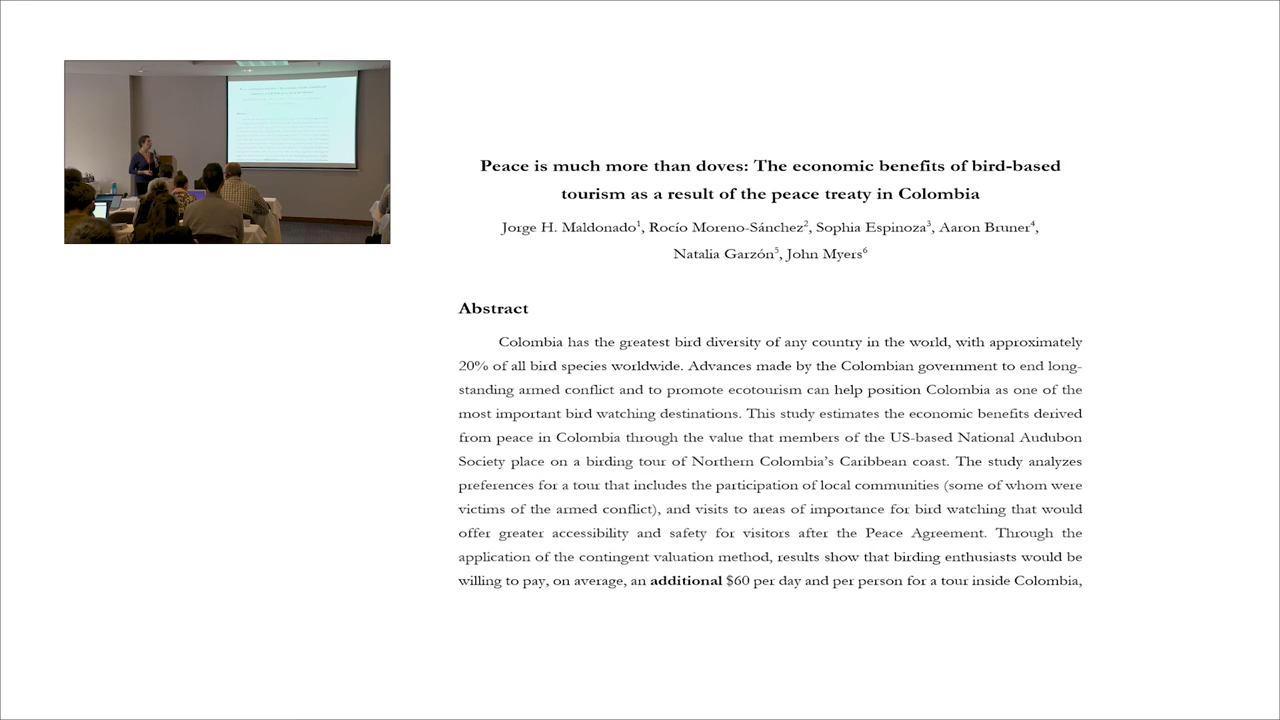 Peace is much more than doves: The economic benefits of bird-based
tourism as a result of the peace treaty in Colombia
Jorge H. Maldonado1, Rocío Moreno-Sánchez2, Sophia Espinoza3, Aaron Bruner4,
Natalia Garzón5, John Myers6
Abstract
Colombia has the greatest bird diversity of any country in the world, with approximately
20% of all bird species worldwide. Advances made by the Colombian government to end long-
standing armed conflict and to promote ecotourism can help position Colombia as one of the
most important bird watching destinations. This study estimates the economic benefits derived
from peace in Colombia through the value that members of the US-based National Audubon
Society place on a birding tour of Northern Colombia's Caribbean coast. The study analyzes
preferences for a tour that includes the participation of local communities (some of whom were
victims of the armed conflict), and visits to areas of importance for bird watching that would
offer greater accessibility and safety for visitors after the Peace Agreement. Through the
application of the contingent valuation method, results show that birding enthusiasts would be
willing to pay, on average, an additional $60 per day and per person for a tour inside Colombia,